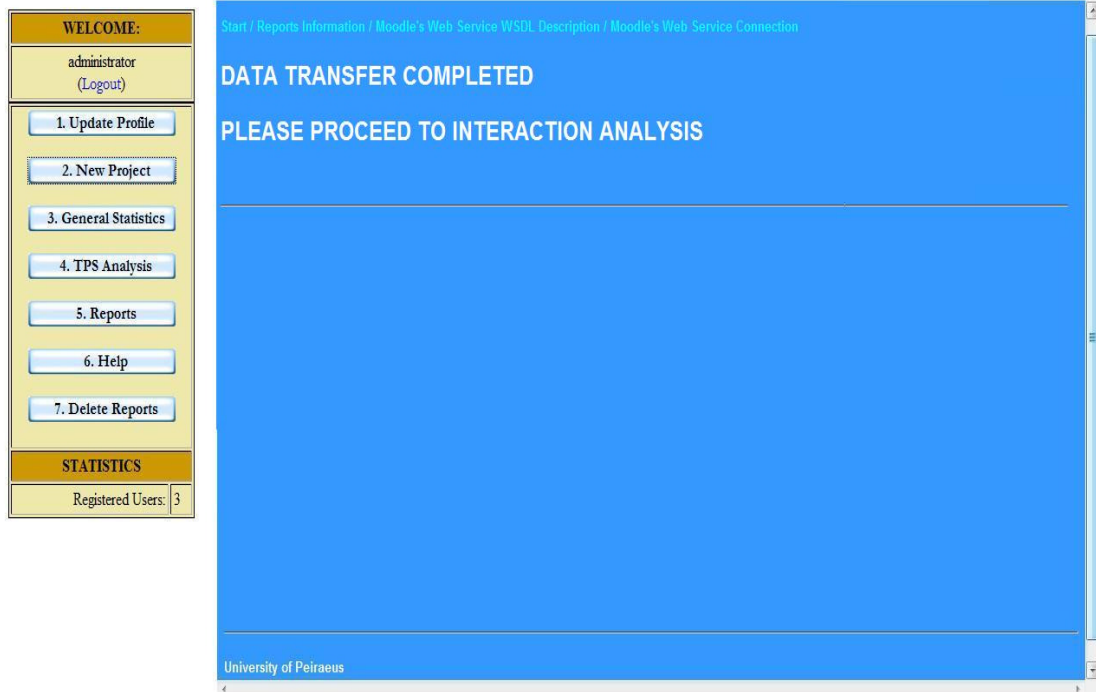 WELCOME:
administrator
(Logout)
1. Update Profile
2. New Project
3. General Statistics
4. TPS Analysis
5. Reports
6. Help
7. Delete Reports
STATISTICS
Registered Users: 3
Start / Reports Information / Moodle's Web Service WSDL Description / Moodle's Web Service Connection
DATA TRANSFER COMPLETED
PLEASE PROCEED TO INTERACTION ANALYSIS
University of Peiraeus